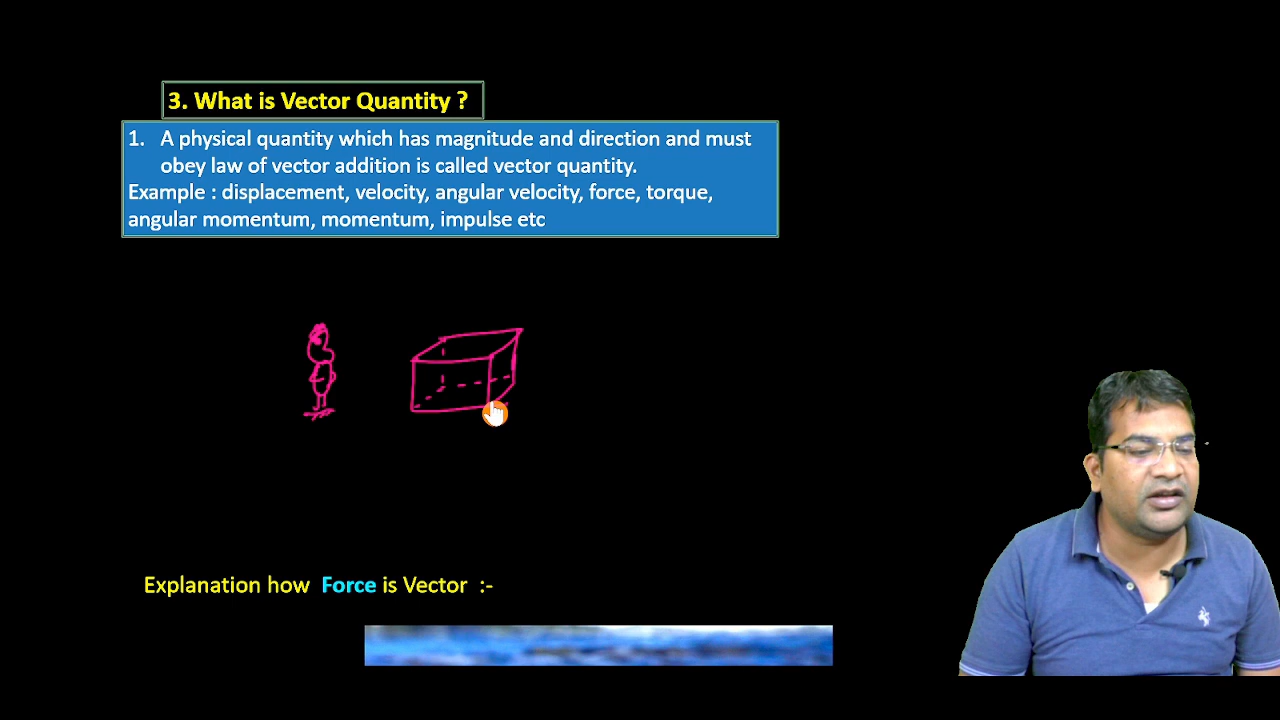 3. What is Vector Quantity ?
1. A physical quantity which has magnitude and direction and must
obey law of vector addition is called vector quantity.
Example : displacement, velocity, angular velocity, force, torque,
angular momentum, momentum, impulse etc
Explanation how Force is Vector :-